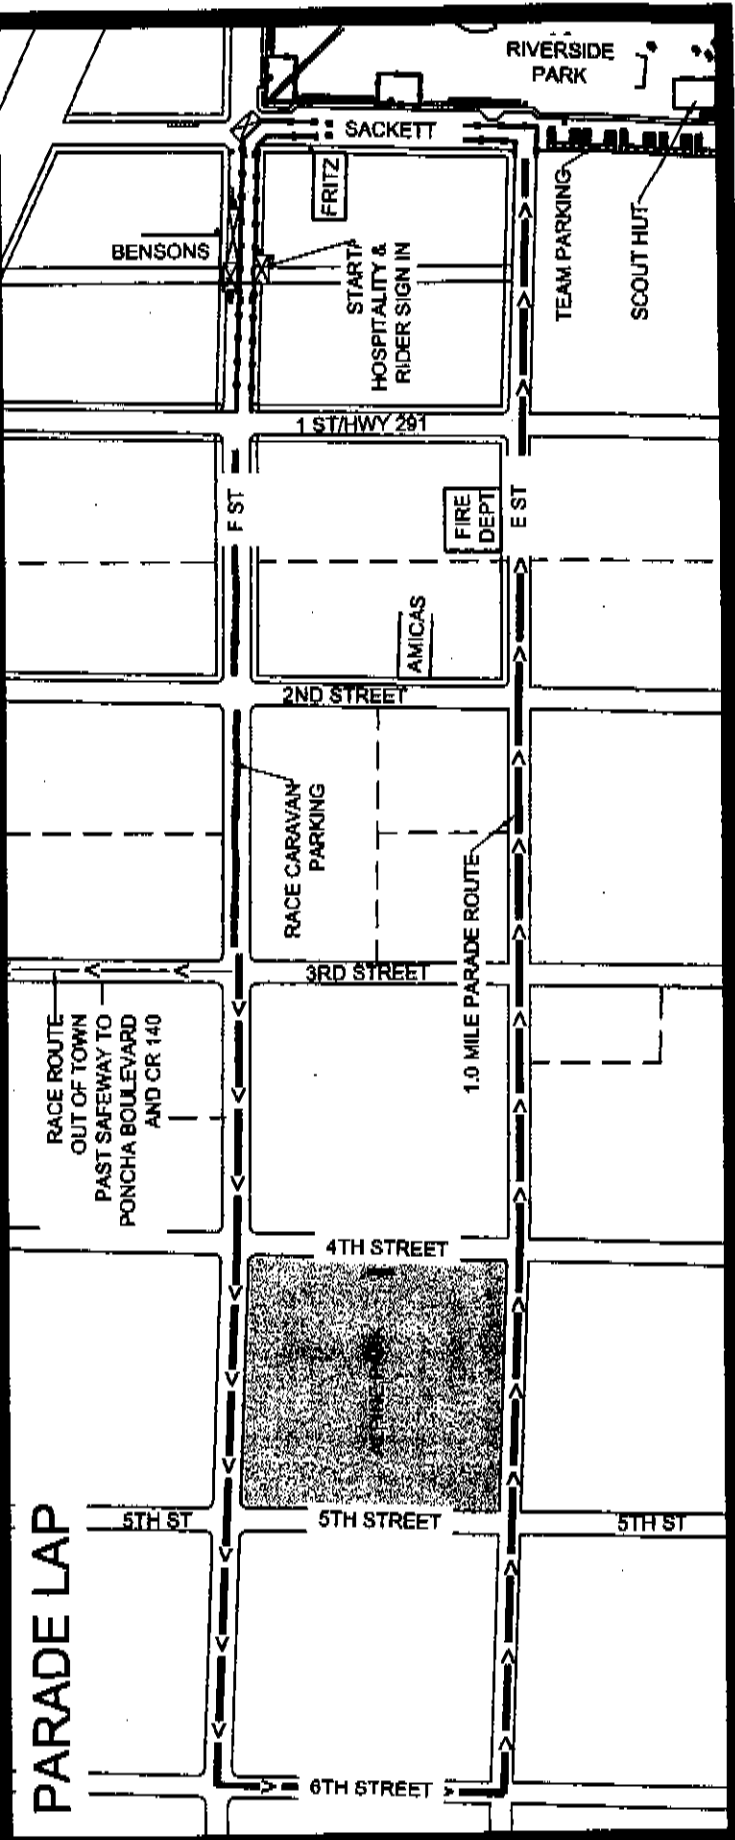 RIVERSIDE
PARK
SACKETT
FRITZ
BENSONS
START/
HOSPITALITY &
RIDER SIGN IN
TEAM PARKING
SCOUT HUT
1 ST/HWY 291
F ST
FIRE
DEPT
E ST
AMICAS
2ND STREET
RACE CARAVAN
PARKING
1.0 MILE PARADE ROUTE
3RD STREET
RACE ROUTE
OUT OF TOWN
PAST SAFEWAY TO
PONCHA BOULEVARD
AND CR 140
4TH STREET
5TH ST
5TH STREET
5TH ST
PARADE LAP
6TH STREET